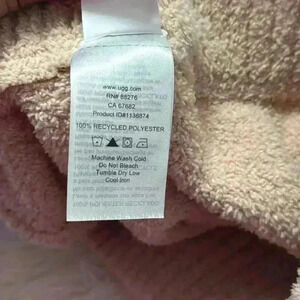 www.ugg.com
RN# 88276
CA 67682
Product ID#1136874
100% RECYCLED POLYESTER
Machine Wash Cold
Do Not Bleach
Tumble Dry Low
Cool Iron